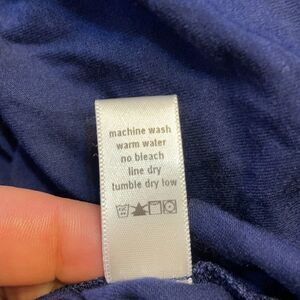 machine wash
warm water
no bleach
line dry
tumble dry low